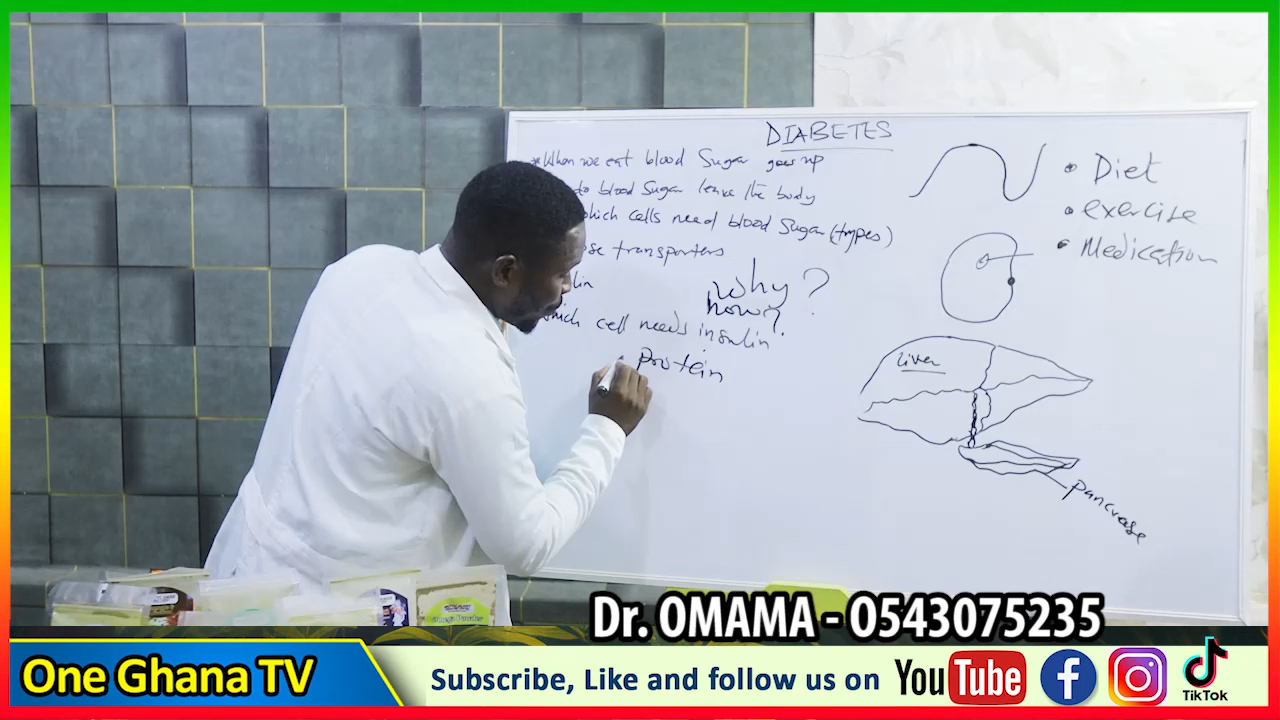 DIABETES
* When we eat blood Sugar goes up
blood Sugar leave the body
which cells need blood Sugar (types)
transporters
why?
how?
cell needs insulin
Protein
• Diet
• exercise
• Medication
liver
pancrease
Dr. OMAMA - 0543075235
One Ghana TV
Subscribe, Like and follow us on YouTube
TikTok